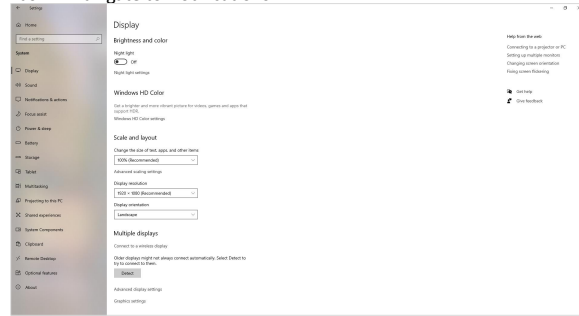 Settings
Home
Find a setting
System
Display
Sound
Notifications & actions
Focus assist
Power & sleep
Battery
Storage
Tablet
Multitasking
Projecting to this PC
Shared experiences
System Components
Clipboard
Remote Desktop
Optional features
About
Display
Brightness and color
Night light
Off
Night light settings
Windows HD Color
Get a brighter and more vibrant picture for videos, games and apps that
support HDR.
Windows HD Color settings
Scale and layout
Change the size of text, apps, and other items
100% (Recommended)
Advanced scaling settings
Display resolution
1920 × 1080 (Recommended)
Display orientation
Landscape
Multiple displays
Connect to a wireless display
Older displays might not always connect automatically. Select Detect to
try to connect to them.
Detect
Advanced display settings
Graphics settings
Help from the web
Connecting to a projector or PC
Setting up multiple monitors
Changing screen orientation
Fixing screen flickering
Get help
Give feedback